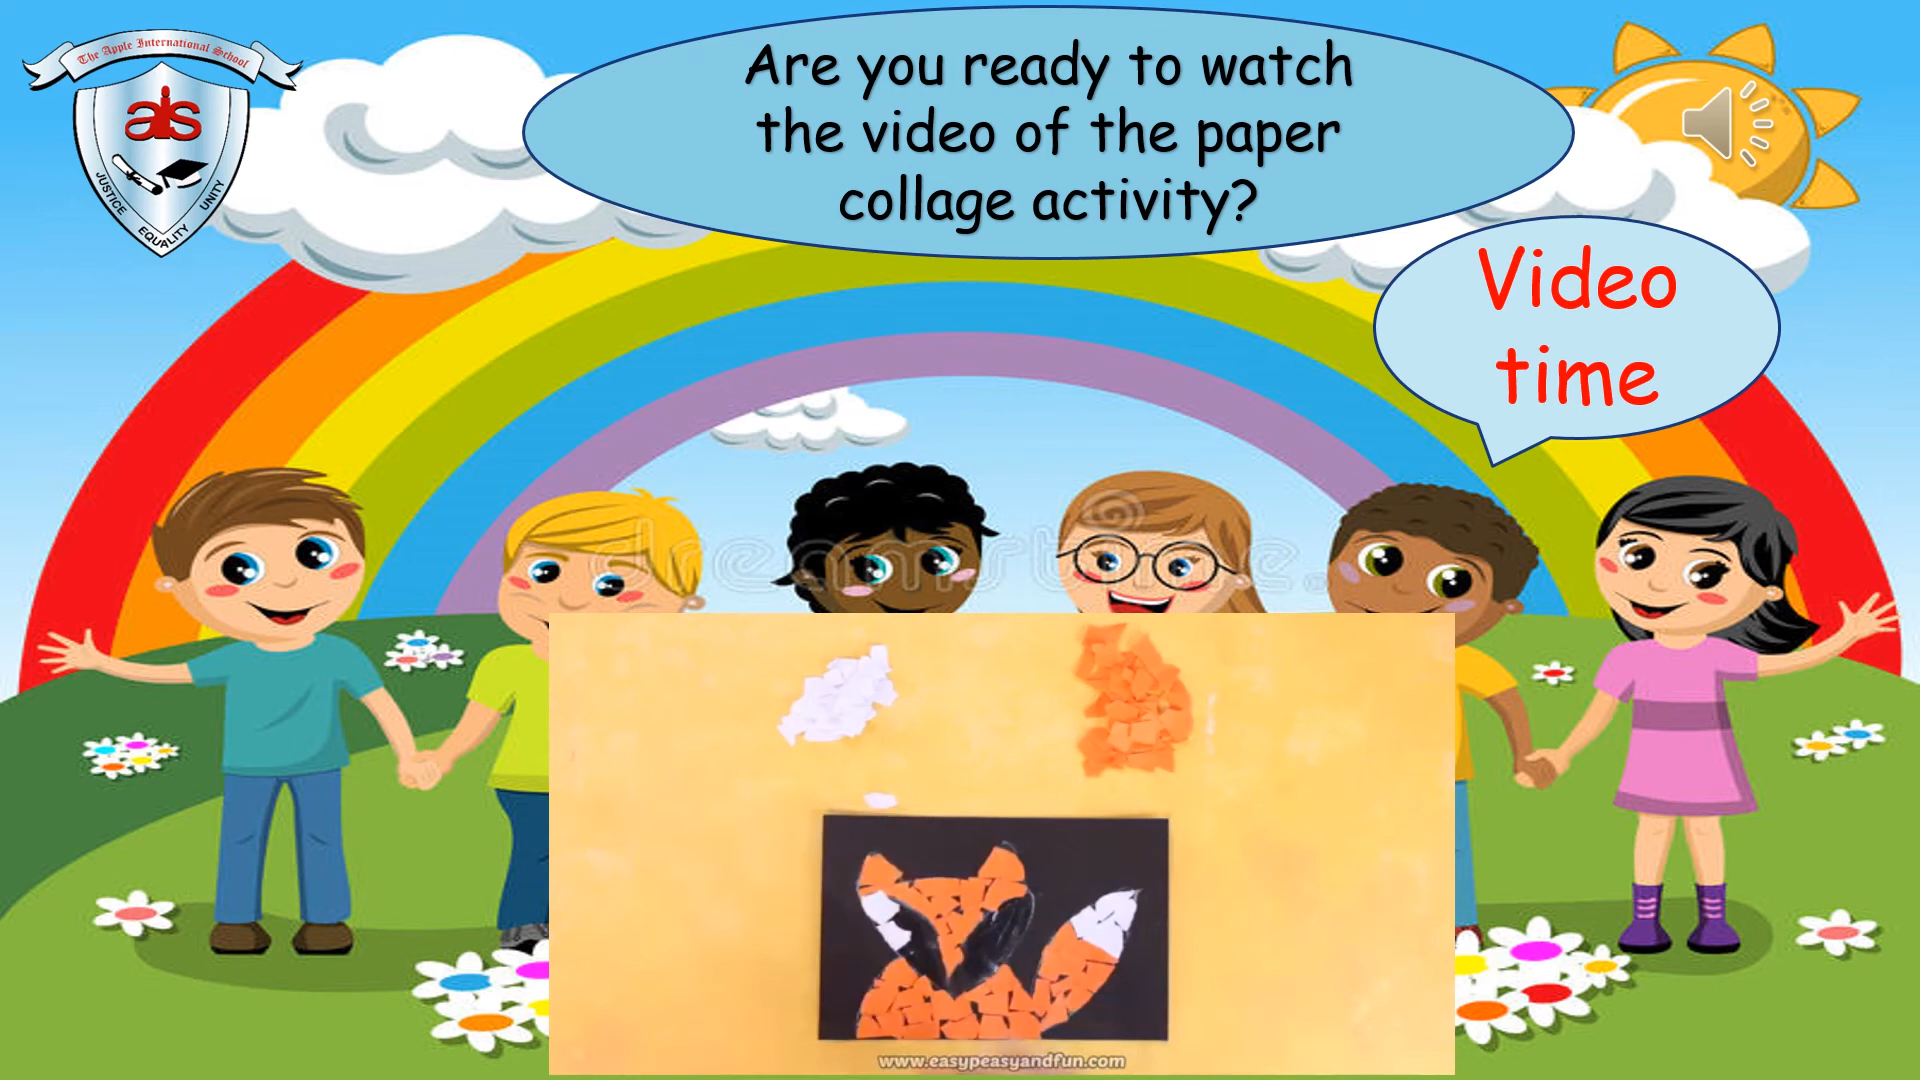 The Apple International School
ais
JUSTICE
EQUALITY
UNITY
Are you ready to watch
the video of the paper
collage activity?
Video
time
dreamstime.
www.easypeasyandfun.com